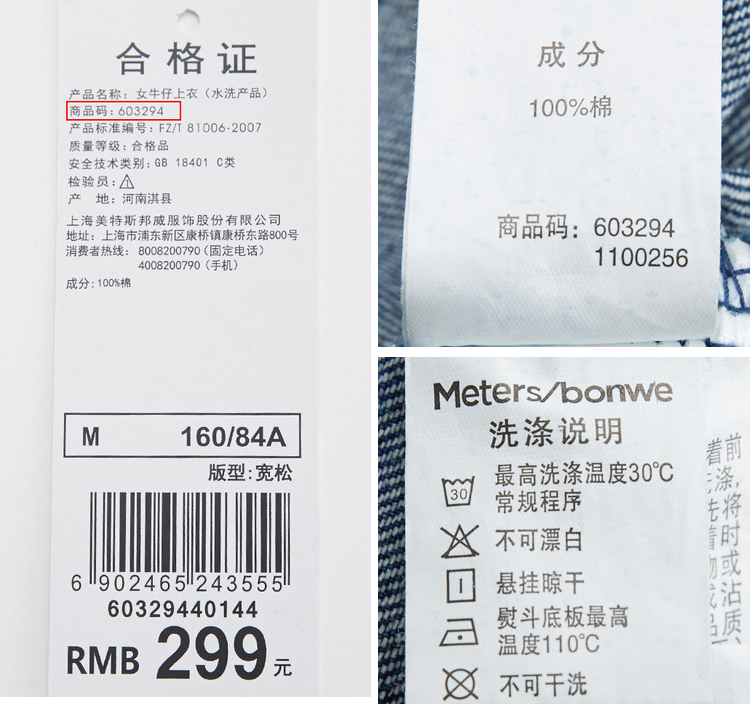 合格证
产品名称：女牛仔上衣（水洗产品）
商品码：603294
产品标准编号：FZ/T 81006-2007
质量等级：合格品
安全技术类别：GB 18401 C类
检验员：
产　地：河南淇县
上海美特斯邦威服饰股份有限公司
地址：上海市浦东新区康桥镇康桥东路800号
消费者热线：8008200790（固定电话）
4008200790（手机）
成分：100%棉
M 160/84A
版型：宽松
6 902465 243555
60329440144
RMB 299元
成分
100%棉
商品码：603294
1100256
Meters/bonwe
洗涤说明
30 最高洗涤温度30℃
常规程序
不可漂白
悬挂晾干
熨斗底板最高
温度110℃
不可干洗